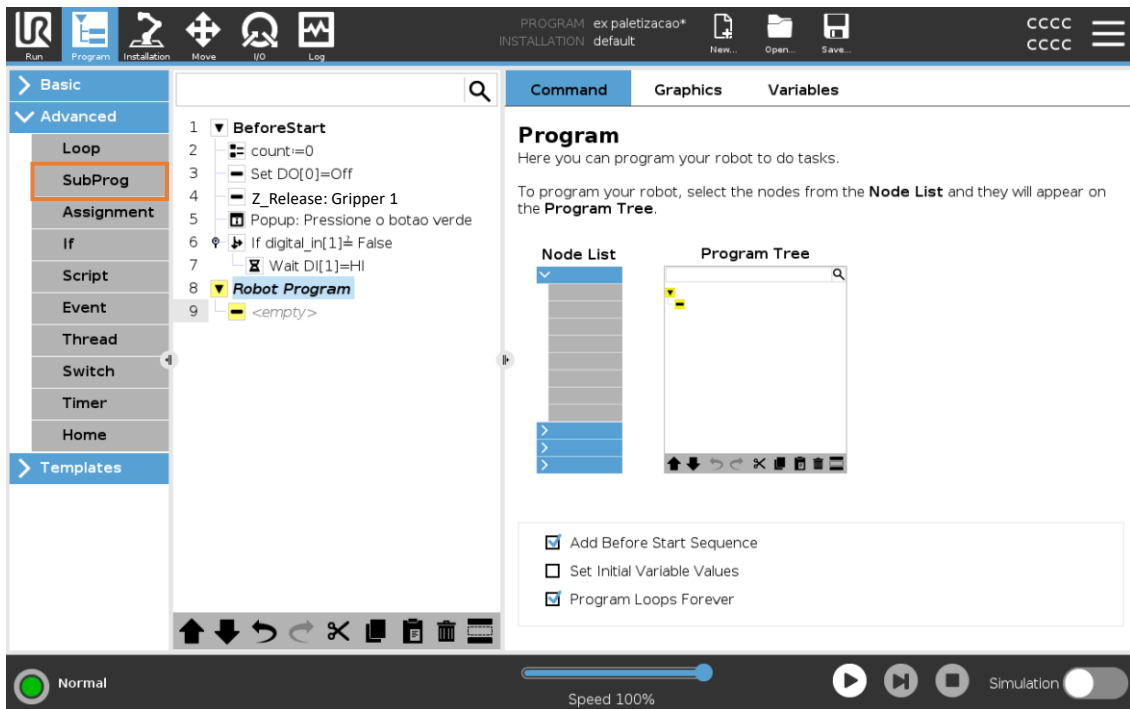 PROGRAM ex paletizacao*
INSTALLATION default
CCCC
CCCC
Run Program Installation Move I/O Log New... Open... Save...
Basic
Advanced
Loop
SubProg
Assignment
If
Script
Event
Thread
Switch
Timer
Home
Templates
1 BeforeStart
2 count:=0
3 Set DO[0]=Off
4 Z_Release: Gripper 1
5 Popup: Pressione o botao verde
6 If digital_in[1]≟ False
7 Wait DI[1]=HI
8 Robot Program
9 <empty>
Command Graphics Variables
Program
Here you can program your robot to do tasks.
To program your robot, select the nodes from the Node List and they will appear on
the Program Tree.
Node List Program Tree
Add Before Start Sequence
Set Initial Variable Values
Program Loops Forever
Normal
Speed 100%
Simulation